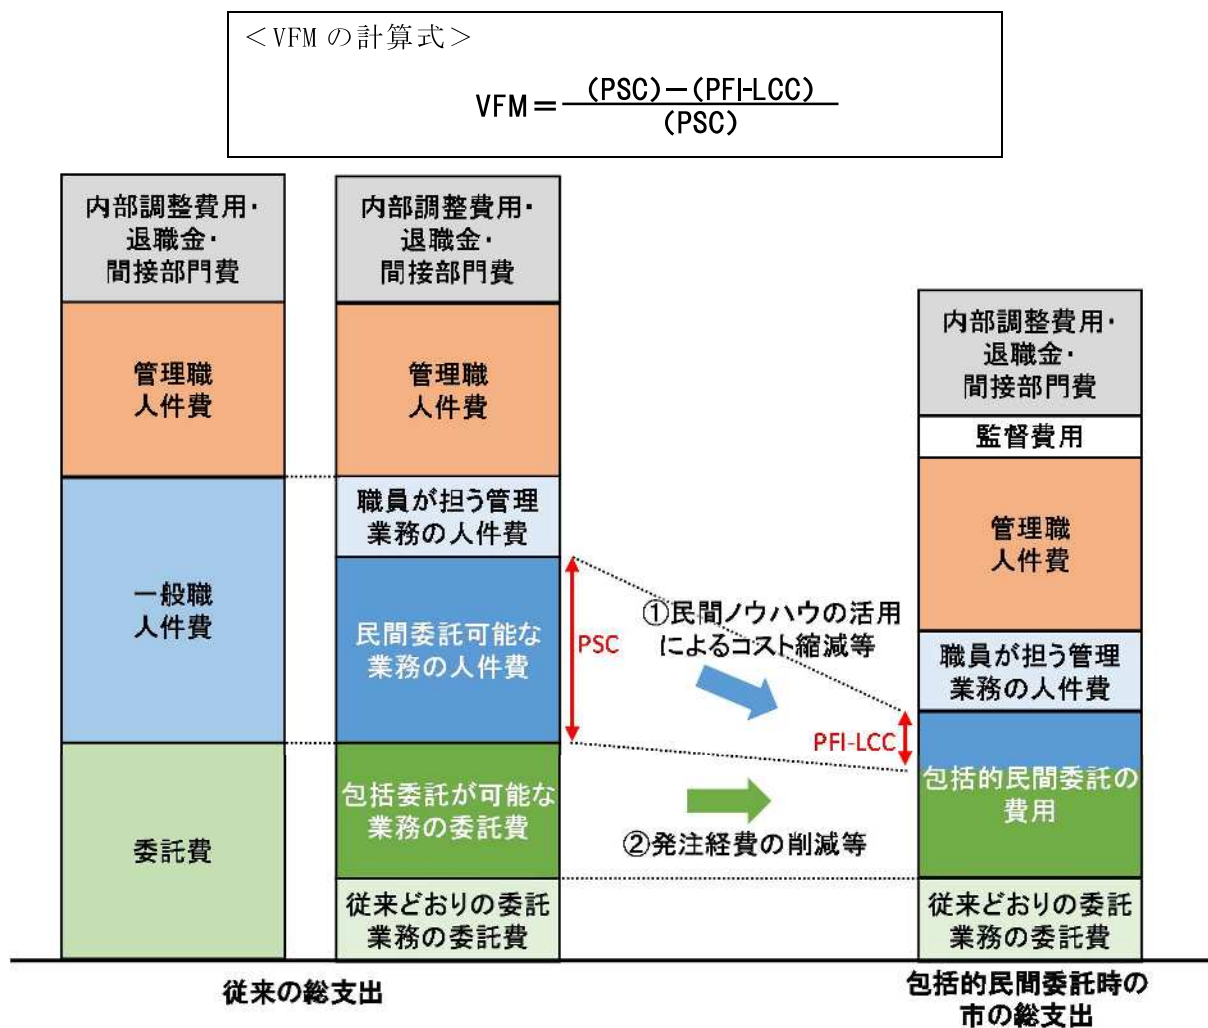 ＜VFM の計算式＞
VFM＝ (PSC)－(PFI-LCC)
(PSC)
内部調整費用・
退職金・
間接部門費
管理職
人件費
一般職
人件費
委託費
内部調整費用・
退職金・
間接部門費
管理職
人件費
職員が担う管理
業務の人件費
民間委託可能な
業務の人件費
包括委託が可能な
業務の委託費
従来どおりの委託
業務の委託費
PSC
①民間ノウハウの活用
によるコスト縮減等
PFI-LCC
②発注経費の削減等
内部調整費用・
退職金・
間接部門費
監督費用
管理職
人件費
職員が担う管理
業務の人件費
包括的民間委託の
費用
従来どおりの委託
業務の委託費
従来の総支出
包括的民間委託時の
市の総支出